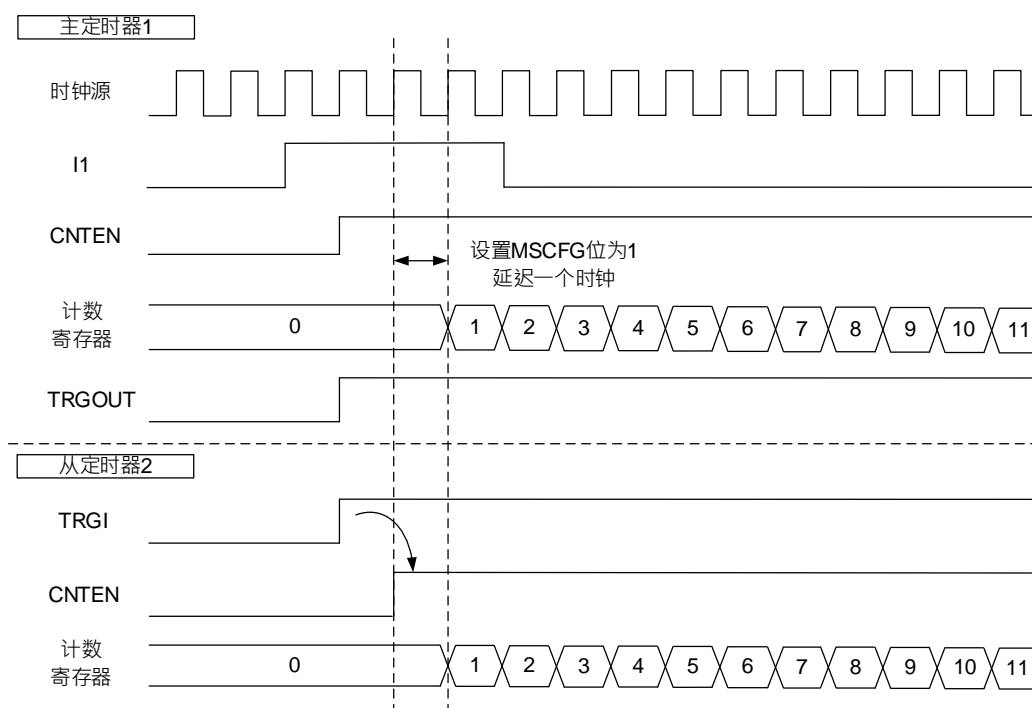 主定时器1
时钟源
I1
CNTEN
设置MSCFG位为1
延迟一个时钟
计数
寄存器
0 1 2 3 4 5 6 7 8 9 10 11
TRGOUT
从定时器2
TRGI
CNTEN
计数
寄存器
0 1 2 3 4 5 6 7 8 9 10 11